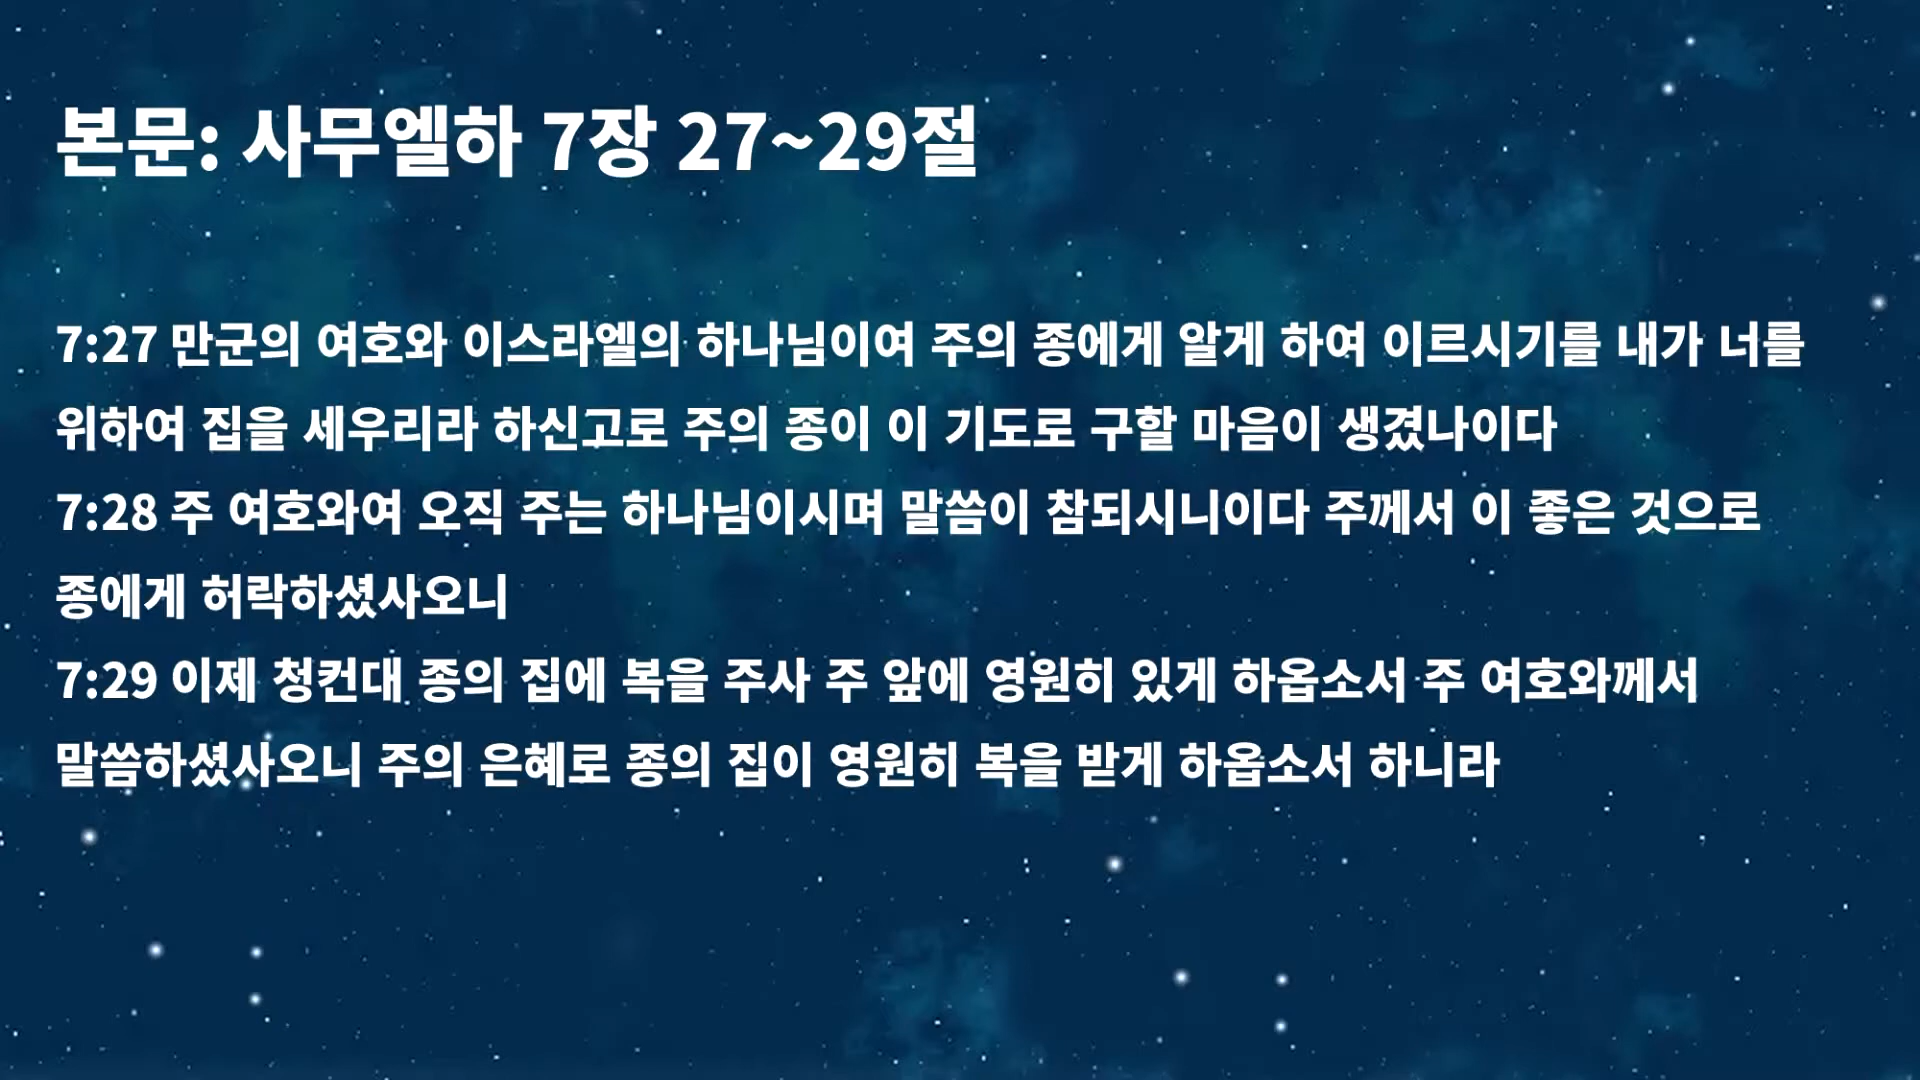 본문: 사무엘하 7장 27~29절
7:27 만군의 여호와 이스라엘의 하나님이여 주의 종에게 알게 하여 이르시기를 내가 너를
위하여 집을 세우리라 하신고로 주의 종이 이 기도로 구할 마음이 생겼나이다
7:28 주 여호와여 오직 주는 하나님이시며 말씀이 참되시니이다 주께서 이 좋은 것으로
종에게 허락하셨사오니
7:29 이제 청컨대 종의 집에 복을 주사 주 앞에 영원히 있게 하옵소서 주 여호와께서
말씀하셨사오니 주의 은혜로 종의 집이 영원히 복을 받게 하옵소서 하니라